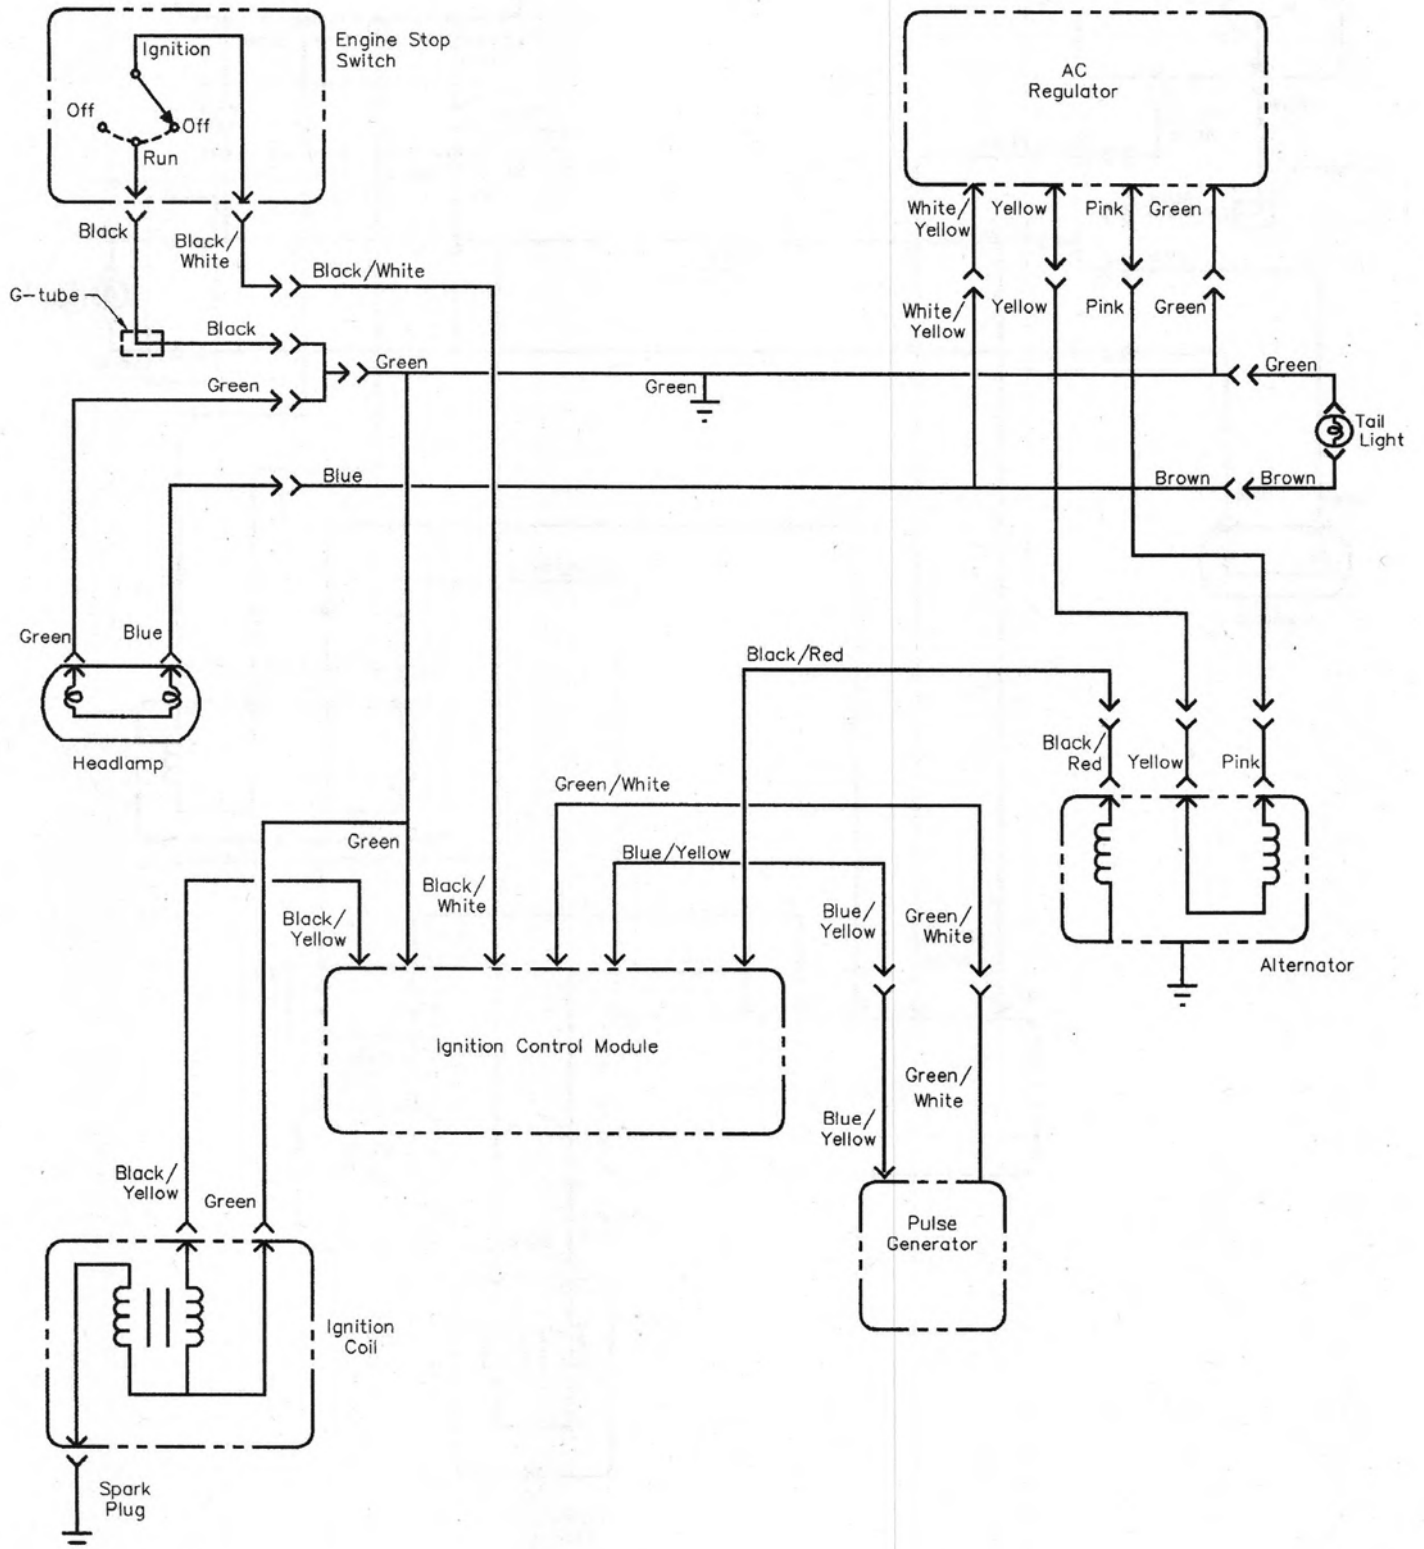 Ignition
Engine Stop
Switch
Off
Off
Run
AC
Regulator
Black
Black/
White
White/
Yellow
Yellow
Pink
Green
Black/White
G-tube
Black
Green
Green
White/
Yellow
Yellow
Pink
Green
Green
Green
Tail
Light
Blue
Brown
Brown
Green
Blue
Headlamp
Black/Red
Black/
Red
Yellow
Pink
Green/White
Blue/Yellow
Green
Black/
White
Black/
Yellow
Blue/
Yellow
Green/
White
Alternator
Ignition Control Module
Green/
White
Blue/
Yellow
Black/
Yellow
Green
Pulse
Generator
Ignition
Coil
Spark
Plug